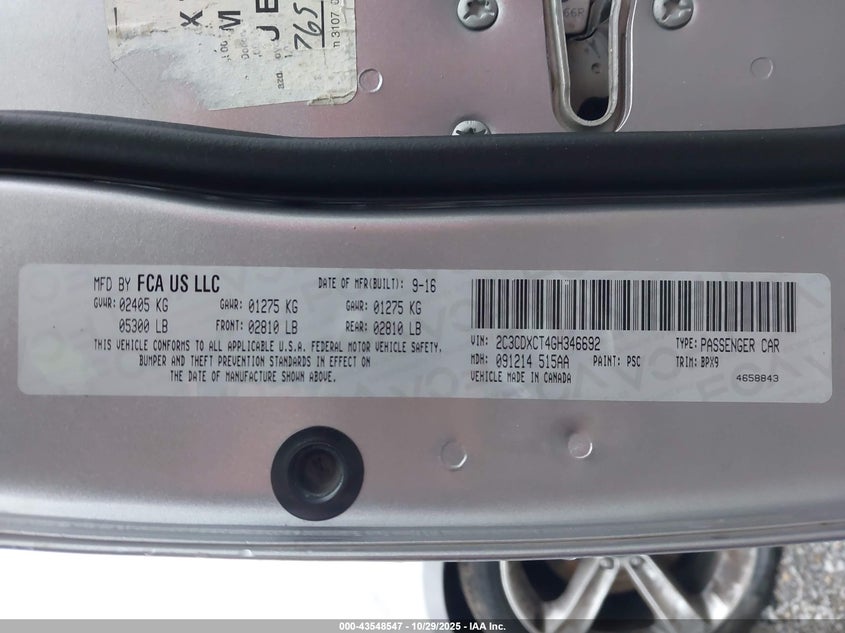 X
M
JE
765
n 3107
66R
MFD BY FCA US LLC
DATE OF MFR(BUILT): 9-16
GVWR: 02405 KG GAWR: 01275 KG GAWR: 01275 KG
05300 LB FRONT: 02810 LB REAR: 02810 LB
THIS VEHICLE CONFORMS TO ALL APPLICABLE U.S.A. FEDERAL MOTOR VEHICLE SAFETY,
BUMPER AND THEFT PREVENTION STANDARDS IN EFFECT ON
THE DATE OF MANUFACTURE SHOWN ABOVE.
VIN: 2C3CDXCT4GH346692 TYPE: PASSENGER CAR
MDH: 091214 515AA PAINT: PSC TRIM: BPX9
VEHICLE MADE IN CANADA
4658843
000-43548547 - 10/29/2025 - IAA Inc.